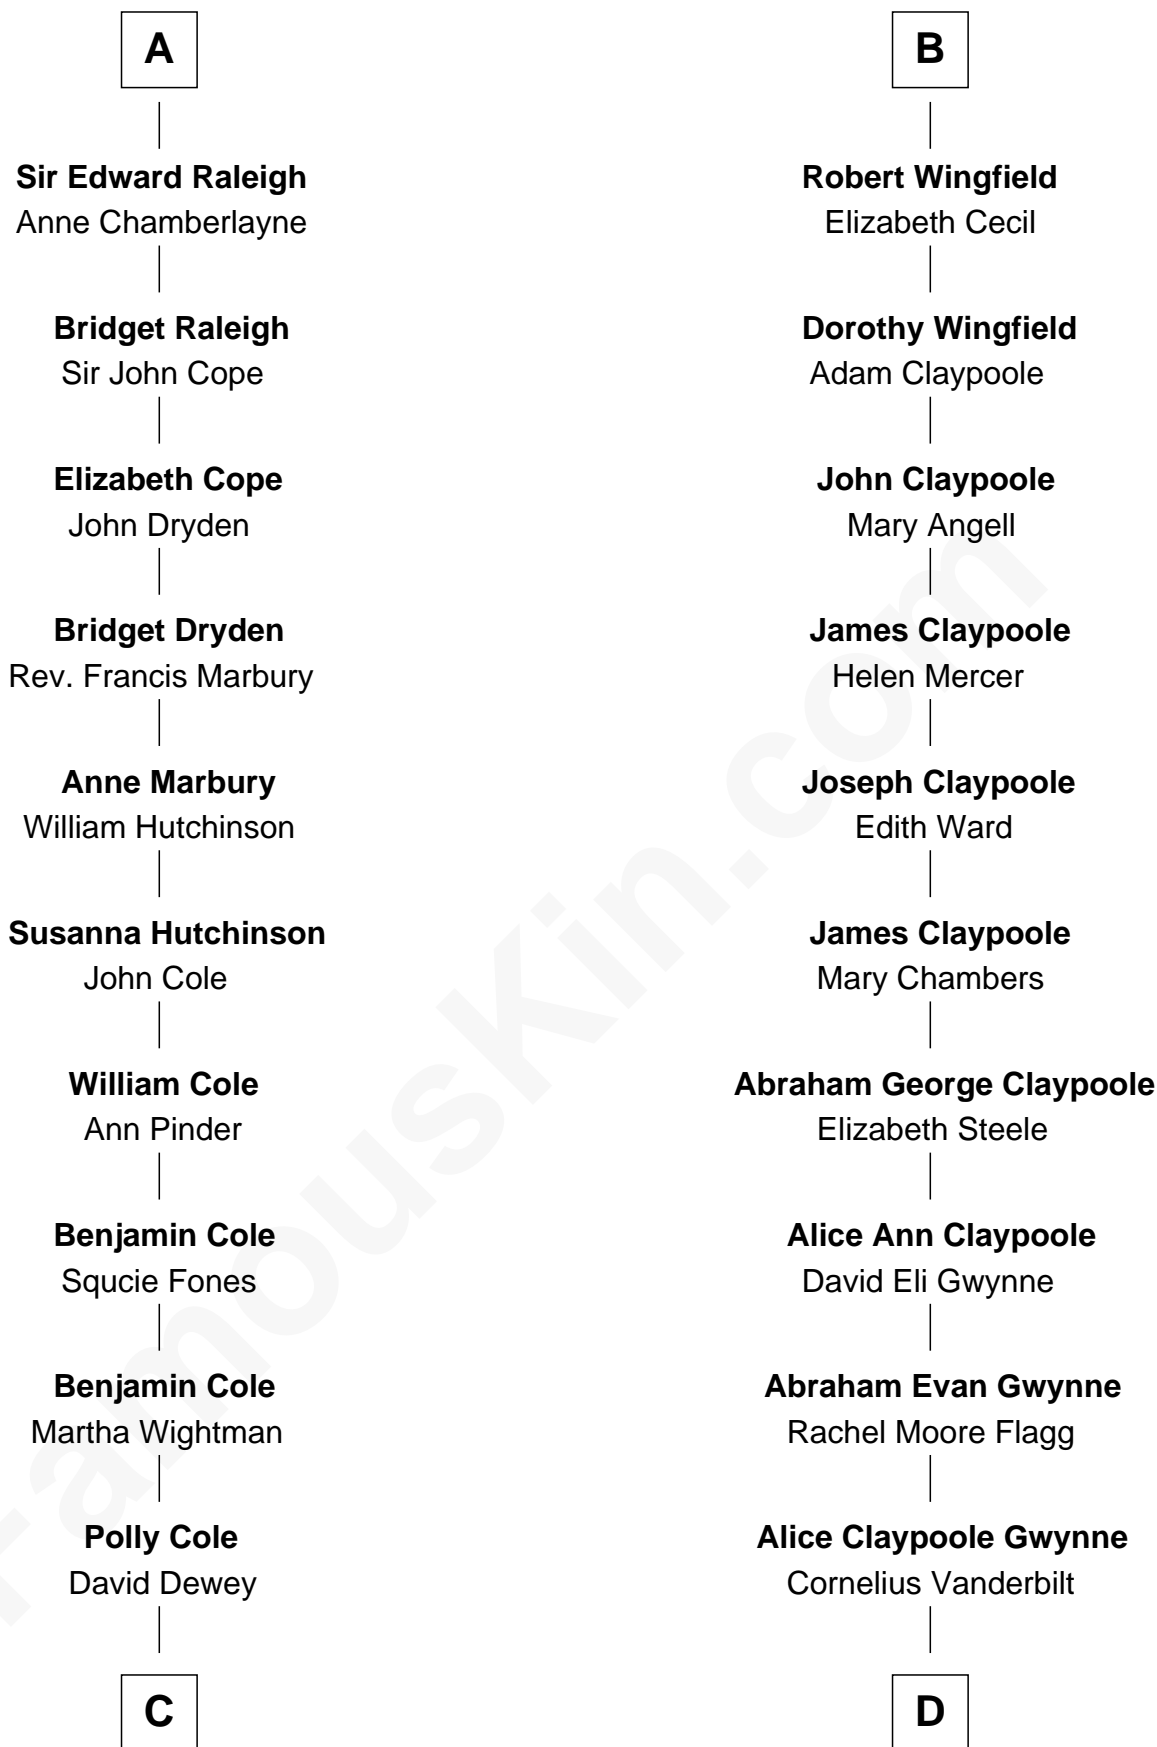 A
Sir Edward Raleigh
Anne Chamberlayne
Bridget Raleigh
Sir John Cope
Elizabeth Cope
John Dryden
Bridget Dryden
Rev. Francis Marbury
Anne Marbury
William Hutchinson
Susanna Hutchinson
John Cole
William Cole
Ann Pinder
Benjamin Cole
Squcie Fones
Benjamin Cole
Martha Wightman
Polly Cole
David Dewey
C
B
Robert Wingfield
Elizabeth Cecil
Dorothy Wingfield
Adam Claypoole
John Claypoole
Mary Angell
James Claypoole
Helen Mercer
Joseph Claypoole
Edith Ward
James Claypoole
Mary Chambers
Abraham George Claypoole
Elizabeth Steele
Alice Ann Claypoole
David Eli Gwynne
Abraham Evan Gwynne
Rachel Moore Flagg
Alice Claypoole Gwynne
Cornelius Vanderbilt
D
FamousKin.com